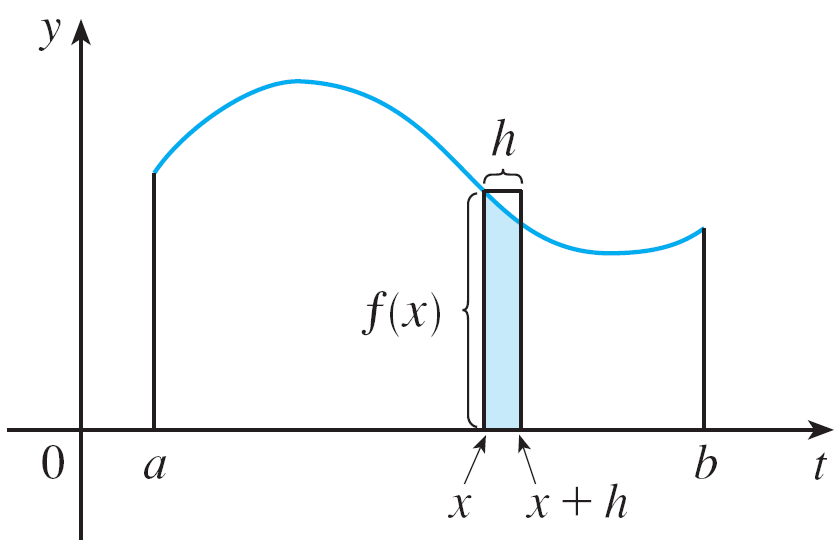 y
h
f(x)
0 a b t
x x + h